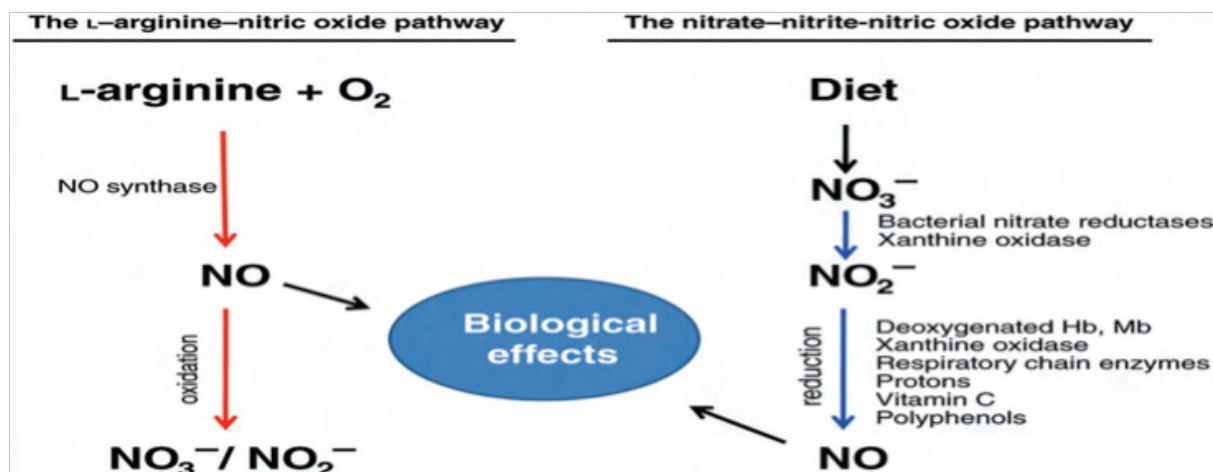 The L-arginine–nitric oxide pathway
L-arginine + O₂
NO synthase
NO
oxidation
NO₃⁻/ NO₂⁻
Biological
effects
The nitrate–nitrite-nitric oxide pathway
Diet
NO₃⁻
Bacterial nitrate reductases
Xanthine oxidase
NO₂⁻
reduction
Deoxygenated Hb, Mb
Xanthine oxidase
Respiratory chain enzymes
Protons
Vitamin C
Polyphenols
NO